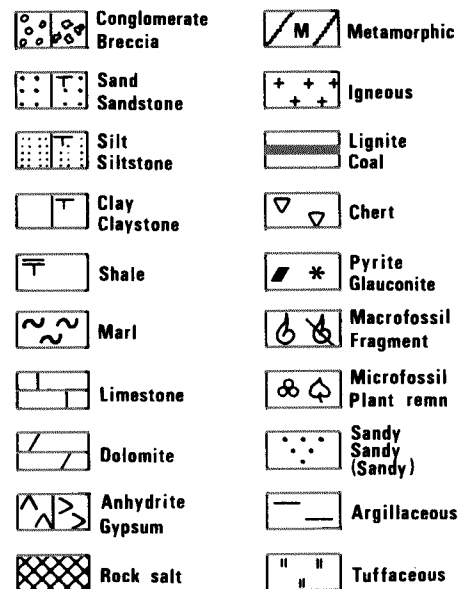 Conglomerate
Breccia
Sand
Sandstone
Silt
Siltstone
Clay
Claystone
Shale
Marl
Limestone
Dolomite
Anhydrite
Gypsum
Rock salt
M
Metamorphic
Igneous
Lignite
Coal
Chert
Pyrite
Glauconite
Macrofossil
Fragment
Microfossil
Plant remn
Sandy
Sandy
(Sandy)
Argillaceous
Tuffaceous